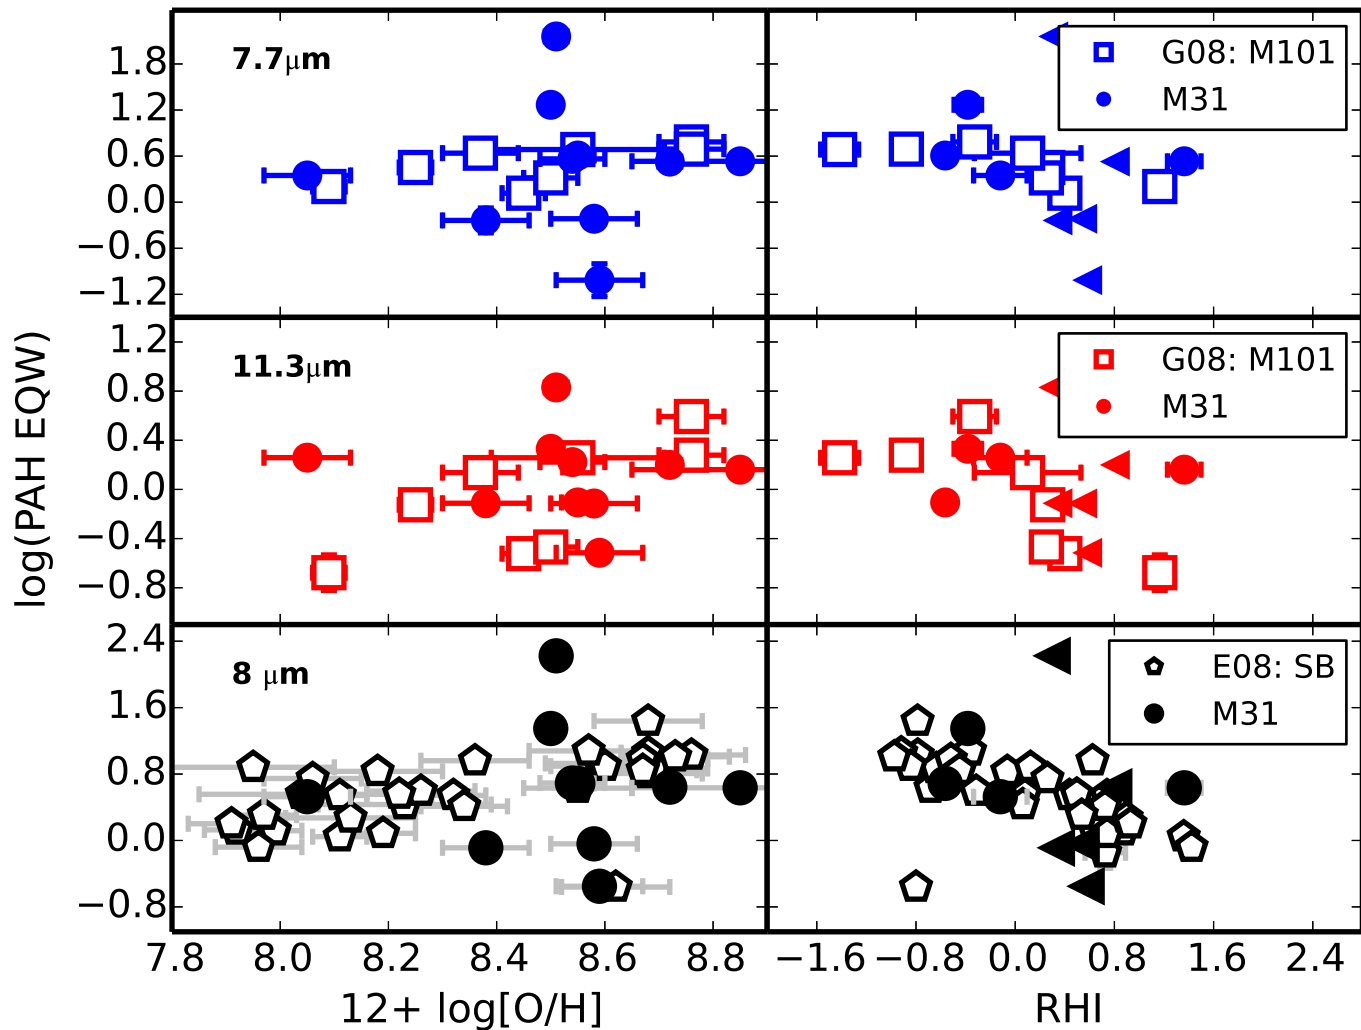 7.7μm
G08: M101
M31
1.8
1.2
0.6
0.0
−0.6
−1.2
11.3μm
G08: M101
M31
1.2
0.8
0.4
0.0
−0.4
−0.8
log(PAH EQW)
8 μm
E08: SB
M31
2.4
1.6
0.8
0.0
−0.8
7.8 8.0 8.2 8.4 8.6 8.8
−1.6 −0.8 0.0 0.8 1.6 2.4
12+ log[O/H]
RHI